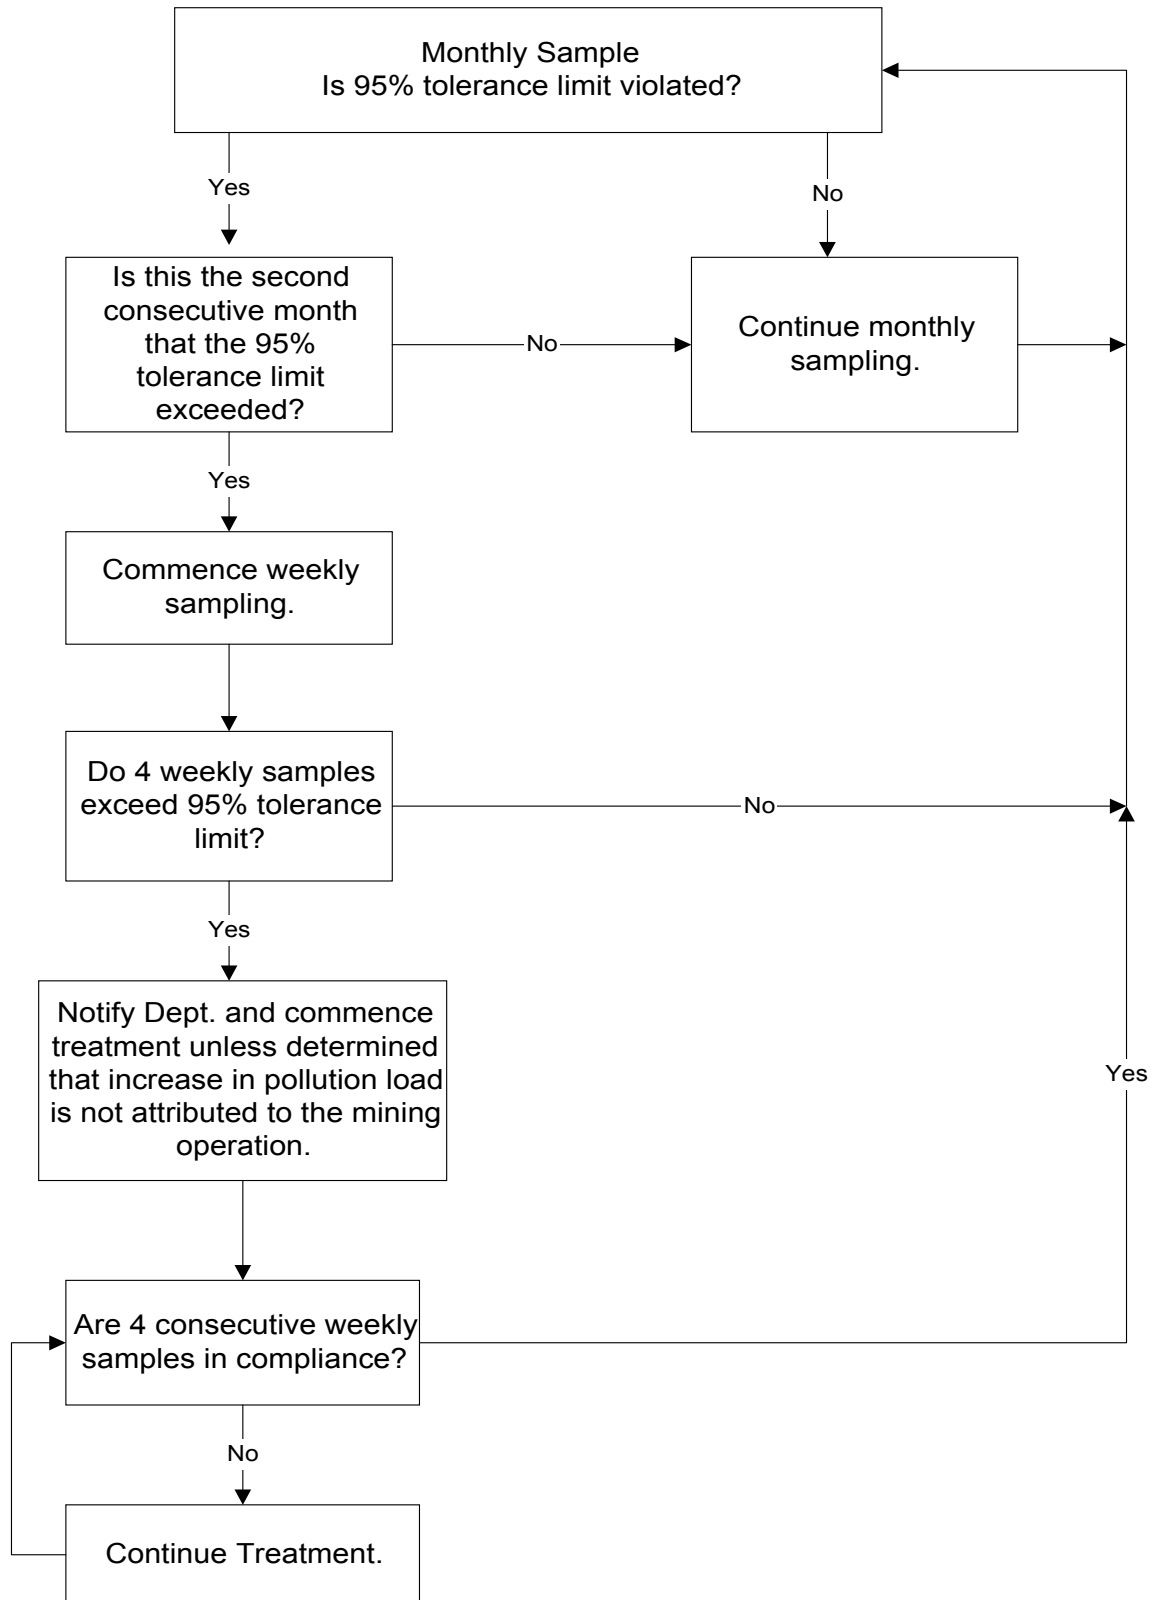 Monthly Sample
Is 95% tolerance limit violated?
Yes
No
Is this the second
consecutive month
that the 95%
tolerance limit
exceeded?
No
Continue monthly
sampling.
Yes
Commence weekly
sampling.
Do 4 weekly samples
exceed 95% tolerance
limit?
No
Yes
Notify Dept. and commence
treatment unless determined
that increase in pollution load
is not attributed to the mining
operation.
Yes
Are 4 consecutive weekly
samples in compliance?
No
Continue Treatment.